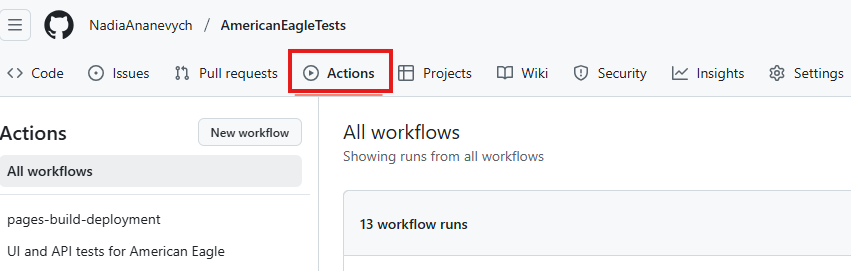 NadiaAnanevych / AmericanEagleTests
Code Issues Pull requests Actions Projects Wiki Security Insights Settings
Actions New workflow
All workflows
pages-build-deployment
UI and API tests for American Eagle
All workflows
Showing runs from all workflows
13 workflow runs